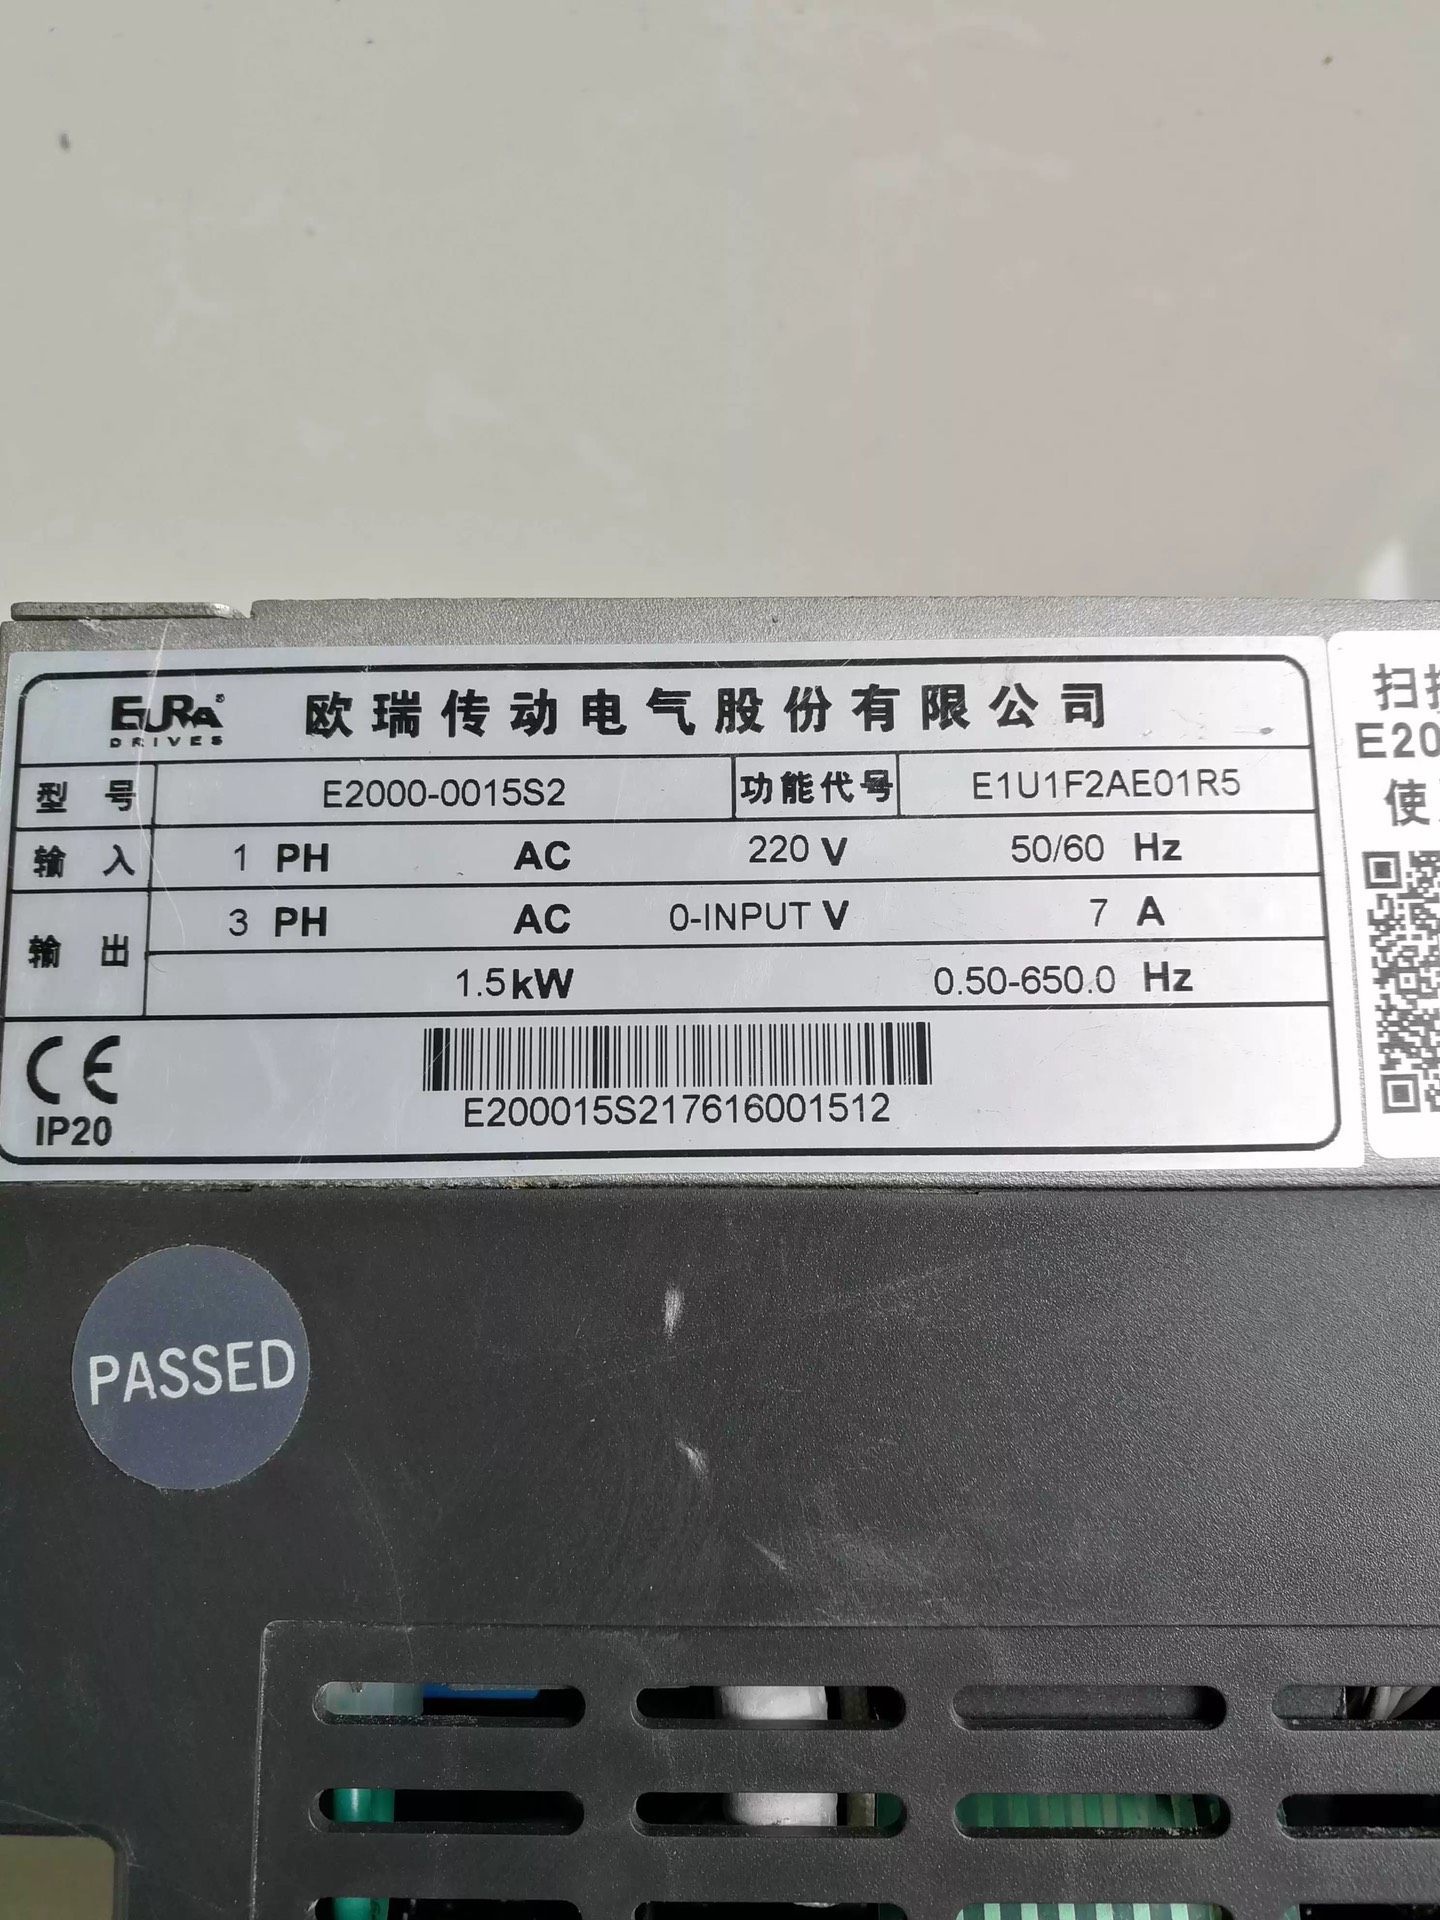 EURA® 欧瑞传动电气股份有限公司
DRIVES
型号 E2000-0015S2 功能代号 E1U1F2AE01R5
输入 1 PH AC 220 V 50/60 Hz
输出 3 PH AC 0-INPUT V 7 A
1.5 kW 0.50-650.0 Hz
CE
IP20
E200015S217616001512
扫
E20
使
PASSED